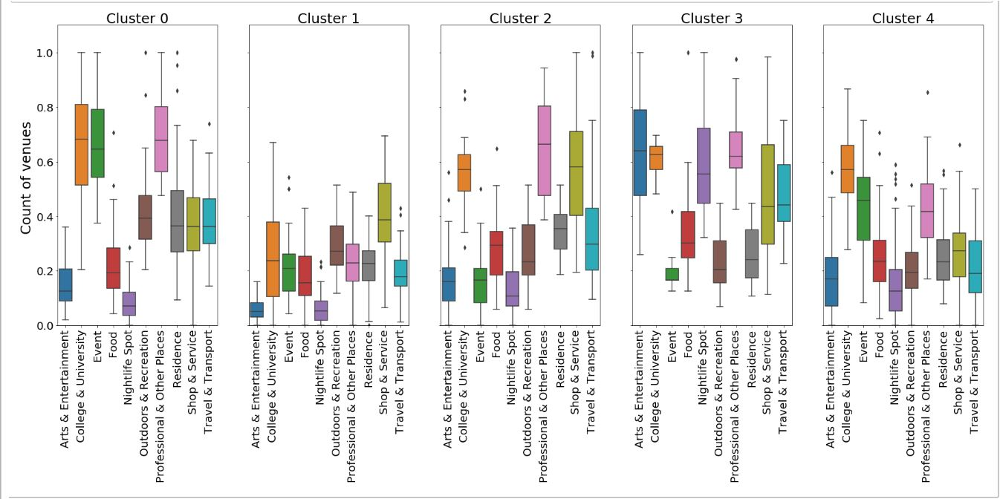 Cluster 0
Cluster 1
Cluster 2
Cluster 3
Cluster 4
Count of venues
1.0
0.8
0.6
0.4
0.2
0.0
Arts & Entertainment
College & University
Event
Food
Nightlife Spot
Outdoors & Recreation
Professional & Other Places
Residence
Shop & Service
Travel & Transport
Arts & Entertainment
College & University
Event
Food
Nightlife Spot
Outdoors & Recreation
Professional & Other Places
Residence
Shop & Service
Travel & Transport
Arts & Entertainment
College & University
Event
Food
Nightlife Spot
Outdoors & Recreation
Professional & Other Places
Residence
Shop & Service
Travel & Transport
Arts & Entertainment
College & University
Event
Food
Nightlife Spot
Outdoors & Recreation
Professional & Other Places
Residence
Shop & Service
Travel & Transport
Arts & Entertainment
College & University
Event
Food
Nightlife Spot
Outdoors & Recreation
Professional & Other Places
Residence
Shop & Service
Travel & Transport